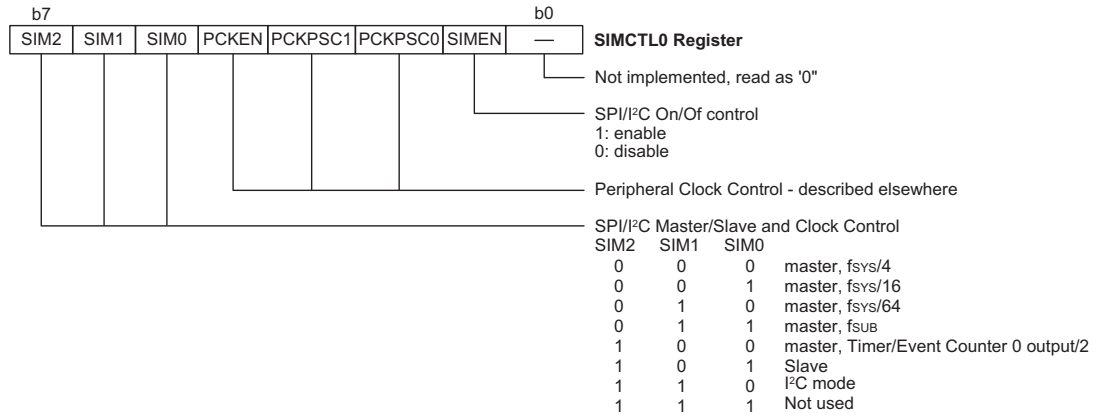 b7 b0
SIM2 SIM1 SIM0 PCKEN PCKPSC1 PCKPSC0 SIMEN — SIMCTL0 Register
Not implemented, read as '0"
SPI/I²C On/Of control
1: enable
0: disable
Peripheral Clock Control - described elsewhere
SPI/I²C Master/Slave and Clock Control
SIM2 SIM1 SIM0
0 0 0 master, fSYS/4
0 0 1 master, fSYS/16
0 1 0 master, fSYS/64
0 1 1 master, fSUB
1 0 0 master, Timer/Event Counter 0 output/2
1 0 1 Slave
1 1 0 I²C mode
1 1 1 Not used